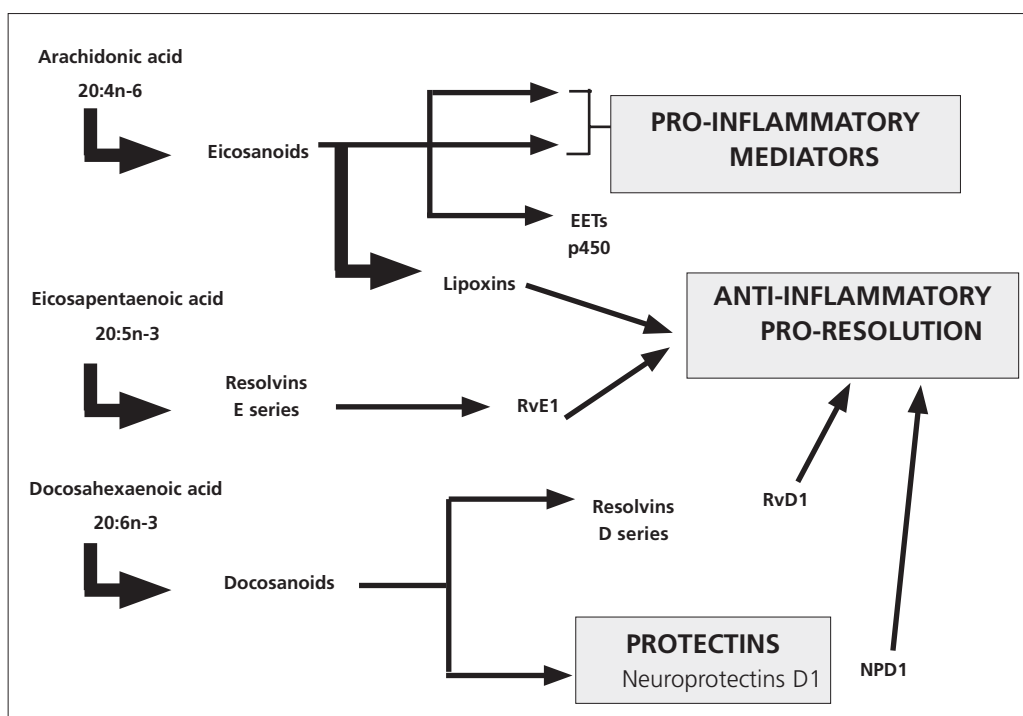 Arachidonic acid
20:4n-6
Eicosanoids
PRO-INFLAMMATORY
MEDIATORS
EETs
p450
Lipoxins
ANTI-INFLAMMATORY
PRO-RESOLUTION
Eicosapentaenoic acid
20:5n-3
Resolvins
E series
RvE1
Docosahexaenoic acid
20:6n-3
Docosanoids
Resolvins
D series
RvD1
PROTECTINS
Neuroprotectins D1
NPD1